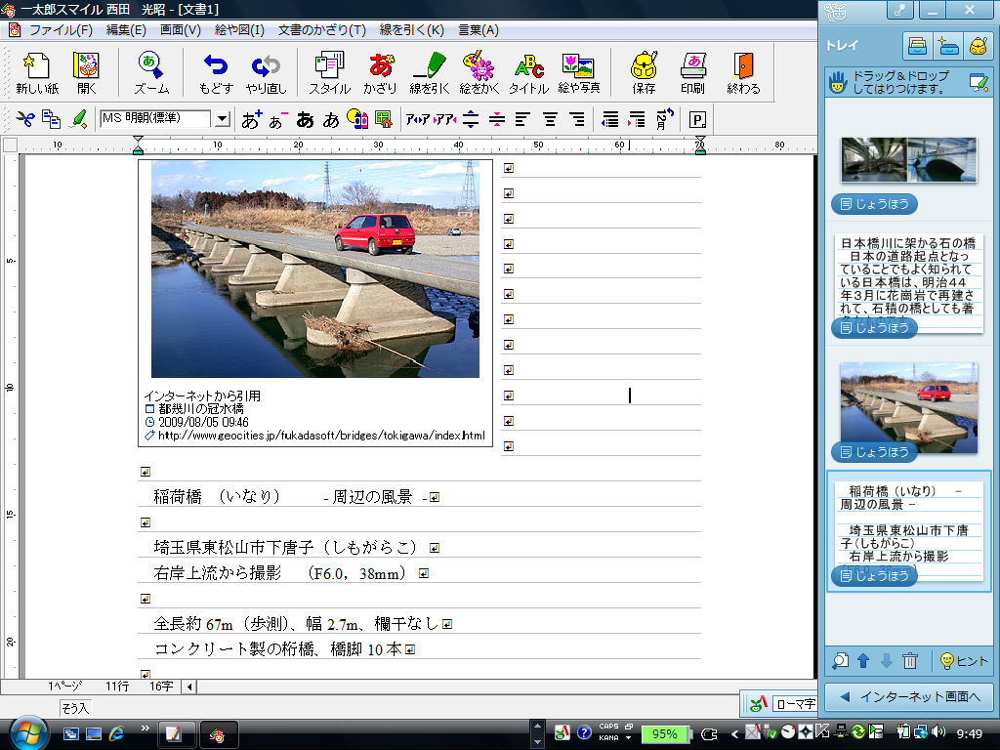 一太郎スマイル 西田　光昭 - [文書1]
ファイル(F) 編集(E) 画面(V) 絵や図(I) 文書のかざり(T) 線を引く(K) 言葉(A)
新しい紙 開く ズーム もどす やり直し スタイル かざり 線を引く 絵をかく タイトル 絵や写真 保存 印刷 終わる
MS 明朝(標準)
10 10 20 30 40 50 60 70 80
5
10
15
20
インターネットから引用
都幾川の冠水橋
2009/08/05 09:46
http://www.geocities.jp/fukadasoft/bridges/tokigawa/index.html
稲荷橋　（いなり）　　- 周辺の風景 -
埼玉県東松山市下唐子（しもがらこ）
右岸上流から撮影　（F6.0，38mm）
全長約 67m（歩測）、幅 2.7m、欄干なし
コンクリート製の桁橋、橋脚 10 本
1ページ 11行 16字
そう入
ローマ字
トレイ
ドラッグ＆ドロップ
してはりつけます。
じょうほう
日本橋川に架かる石の橋
日本の道路起点となっ
ていることでもよく知られて
いる日本橋は、明治44
年3月に花崗岩で再建さ
れて、石積の橋としても著
じょうほう
じょうほう
稲荷橋（いなり）　－
周辺の風景 －
埼玉県東松山市下唐
子（しもがらこ）
右岸上流から撮影
じょうほう
ヒント
インターネット画面へ
CAPS
KANA
95%
9:49